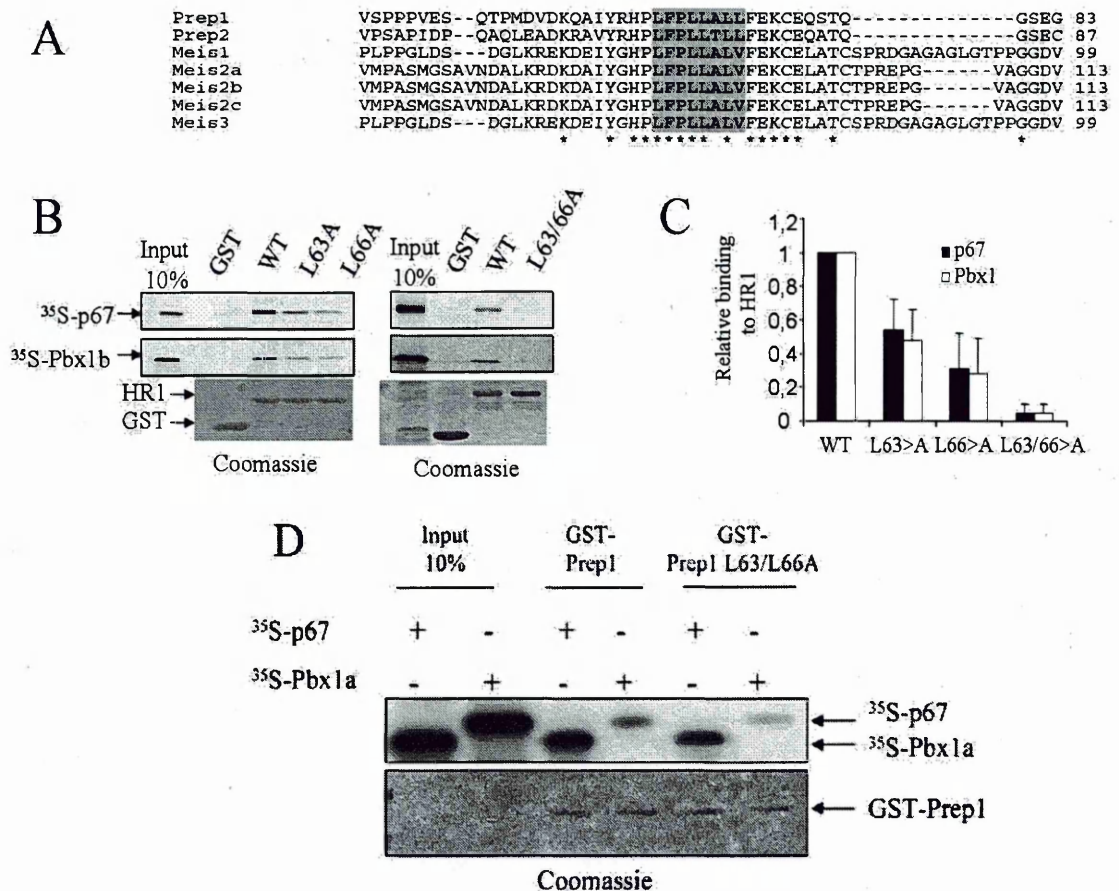 A
Prep1 VSPPPVES--QTPMDVDKQAIYRHPLFPLLALLFEKCEQSTQ--------------GSEG 83
Prep2 VPSAPIDP--QAQLEADKRAVYRHPLFPLLTLLFEKCEQATQ--------------GSEC 87
Meis1 PLPPGLDS---DGLKREKDAIYGHPLFPLLALVFEKCELATCSPRDGAGAGLGTPPGGDV 99
Meis2a VMPASMGSAVNDALKRDKDAIYGHPLFPLLALVFEKCELATCTPREPG------VAGGDV 113
Meis2b VMPASMGSAVNDALKRDKDAIYGHPLFPLLALVFEKCELATCTPREPG------VAGGDV 113
Meis2c VMPASMGSAVNDALKRDKDAIYGHPLFPLLALVFEKCELATCTPREPG------VAGGDV 113
Meis3 PLPPGLDS---DGLKREKDEIYGHPLFPLLALVFEKCELATCSPRDGAGAGLGTPPGGDV 99
* * ******* * ***** * *
B
Input 10% GST WT L63A L66A
Input 10% GST WT L63/66A
35S-p67
35S-Pbx1b
HR1
GST
Coomassie
Coomassie
C
Relative binding to HR1
1,2
1
0,8
0,6
0,4
0,2
0
p67
Pbx1
WT L63>A L66>A L63/66>A
D
Input 10%
GST-Prep1
GST-Prep1 L63/L66A
35S-p67 + - + - + -
35S-Pbx1a - + - + - +
35S-p67
35S-Pbx1a
GST-Prep1
Coomassie